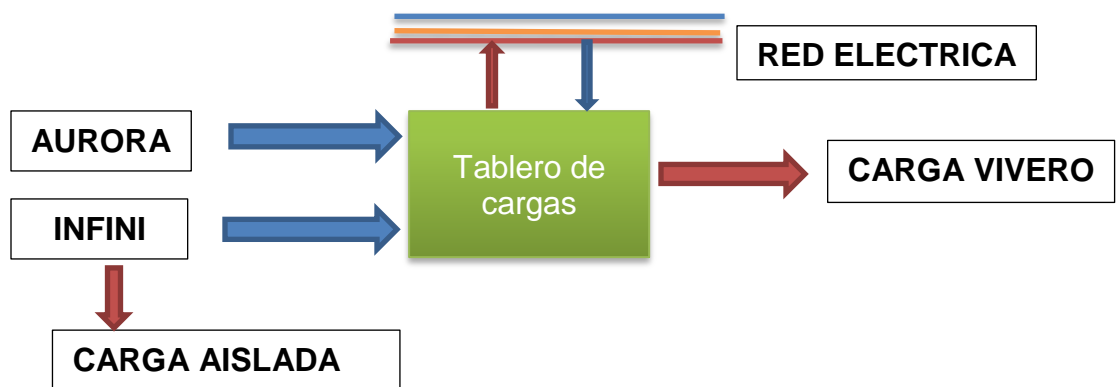 RED ELECTRICA
AURORA
Tablero de
cargas
CARGA VIVERO
INFINI
CARGA AISLADA